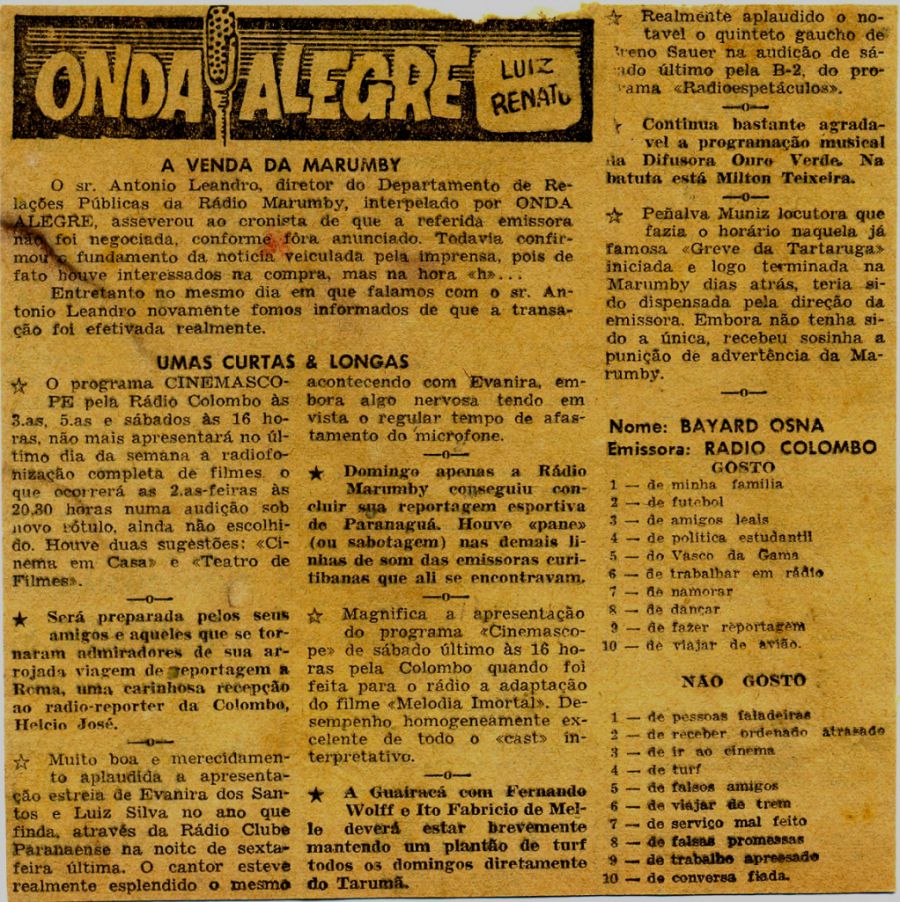 ONDA ALEGRE
LUIZ
RENATO
A VENDA DA MARUMBY
O sr. Antonio Leandro, diretor do Departamento de Re-
lações Públicas da Rádio Marumby, interpelado por ONDA
ALEGRE, asseverou ao cronista de que a referida emissora
não foi negociada, conforme fôra anunciado. Todavia confir-
mou o fundamento da noticia veiculada pela imprensa, pois de
fato houve interessados na compra, mas na hora «h»...
Entretanto no mesmo dia em que falamos com o sr. An-
tonio Leandro novamente fomos informados de que a transa-
ção foi efetivada realmente.
UMAS CURTAS & LONGAS
☆ O programa CINEMASCO-
PE pela Rádio Colombo às
3.as, 5.as e sábados às 16 ho-
ras, não mais apresentará no úl-
timo dia da semana a radiofo-
nização completa de filmes. o
que ocorrerá as 2.as-feiras às
20,30 horas numa audição sob
novo rótulo, ainda não escolhi-
do. Houve duas sugestões: «Ci-
nema em Casa» e «Teatro de
Filmes».
—o—
★ Será preparada pelos seus
amigos e aqueles que se tor-
naram admiradores de sua ar-
rojada viagem de reportagem a
Roma, uma carinhosa recepção
ao radio-reporter da Colombo,
Helcio José.
—o—
☆ Muito boa e merecidamen-
to aplaudida a apresenta-
ção estreia de Evanira dos San-
tos e Luiz Silva no ano que
finda, através da Rádio Clube
Paranaense na noite de sexta-
feira última. O cantor esteve
realmente esplendido o mesmo
acontecendo com Evanira, em-
bora algo nervosa tendo em
vista o regular tempo de afas-
tamento do microfone.
—o—
★ Domingo apenas a Rádio
Marumby conseguiu con-
cluir sua reportagem esportiva
de Paranaguá. Houve «pane»
(ou sabotagem) nas demais li-
nhas de som das emissoras curi-
tibanas que ali se encontravam.
—o—
☆ Magnifica a apresentação
do programa «Cinemasco-
pe» de sábado último às 16 ho-
ras pela Colombo quando foi
feita para o rádio a adaptação
do filme «Melodia Imortál». De-
sempenho homogeneamente ex-
celente de todo o «cast» in-
terpretativo.
—o—
★ A Guairacá com Fernando
Wolff e Ito Fabricio de Mel-
le deverá estar brevemente
mantendo um plantão de turf
todos os domingos diretamente
do Tarumã.
☆ Realmente aplaudido o no-
tavel o quinteto gaucho de
Breno Sauer na audição de sá-
ado último pela B-2, do pro-
rama «Radioespetáculos».
—o—
Continua bastante agrada-
vel a programação musical
da Difusora Ouro Verde. Na
batuta está Milton Teixeira.
—o—
☆ Peñalva Muniz locutora que
fazia o horário naquela já
famosa «Greve da Tartaruga»
iniciada e logo terminada na
Marumby dias atrás, teria si-
do dispensada pela direção da
emissora. Embora não tenha si-
do a única, recebeu sosinha a
punição de advertência da Ma-
rumby.
—o—
Nome: BAYARD OSNA
Emissora: RADIO COLOMBO
GOSTO
1 — de minha família
2 — de futebol
3 — de amigos leais
4 — de politica estudantil
5 — do Vasco da Gama
6 — de trabalhar em rádio
7 — de namorar
8 — de dançar
9 — de fazer reportagem
10 — de viajar de avião.
NÃO GOSTO
1 — de pessoas faladeiras
2 — de receber ordenado atrasado
3 — de ir ao cinema
4 — de turf
5 — de falsos amigos
6 — de viajar de trem
7 — de serviço mal feito
8 — de falsas promessas
9 — de trabalho apressado
10 — de conversa fiada.